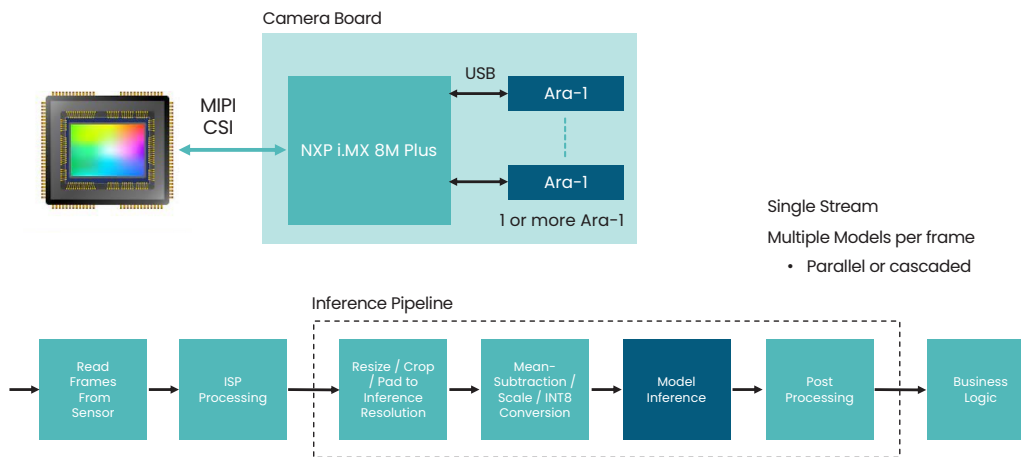 Camera Board
MIPI
CSI
NXP i.MX 8M Plus
USB
Ara-1
Ara-1
1 or more Ara-1
Single Stream
Multiple Models per frame
• Parallel or cascaded
Inference Pipeline
Read
Frames
From
Sensor
ISP
Processing
Resize / Crop
/ Pad to
Inference
Resolution
Mean-
Subtraction /
Scale / INT8
Conversion
Model
Inference
Post
Processing
Business
Logic